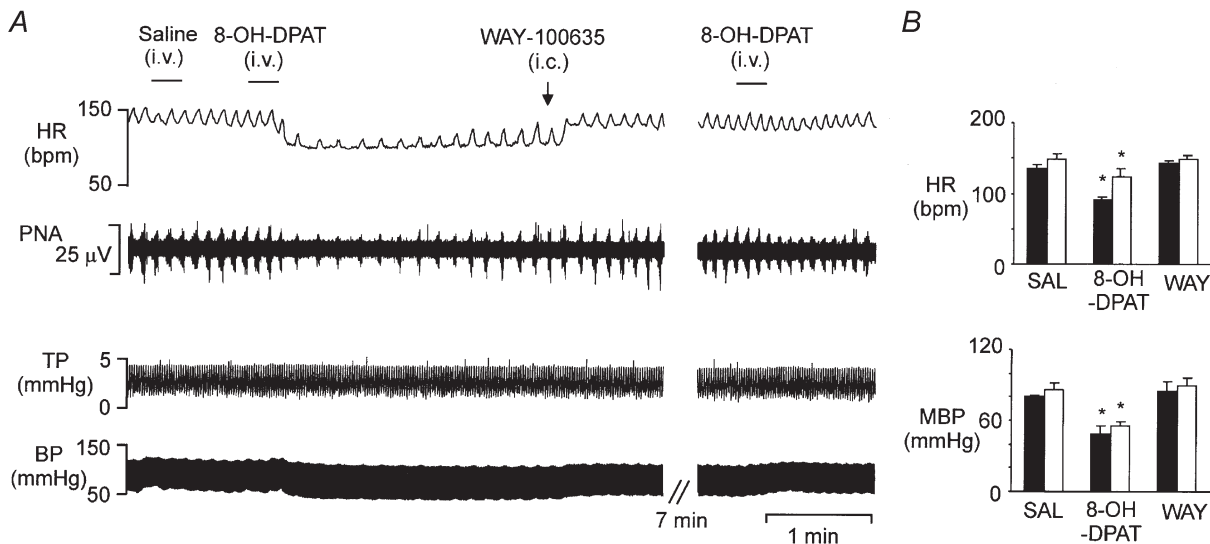 A
Saline
(i.v.)
8-OH-DPAT
(i.v.)
WAY-100635
(i.c.)
8-OH-DPAT
(i.v.)
HR
(bpm)
150
50
PNA
25 μV
TP
(mmHg)
5
0
BP
(mmHg)
150
50
7 min
1 min
B
HR
(bpm)
200
100
0
*
*
SAL
8-OH
-DPAT
WAY
MBP
(mmHg)
120
60
0
*
*
SAL
8-OH
-DPAT
WAY